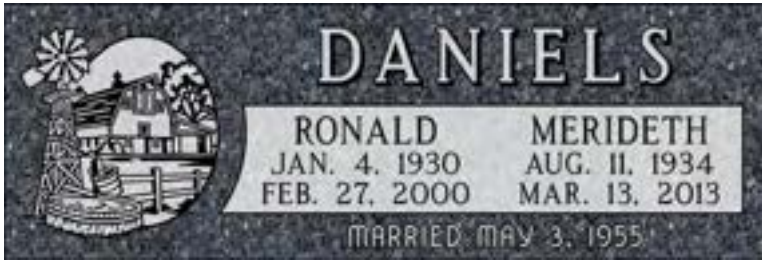 DANIELS
RONALD MERIDETH
JAN. 4, 1930 AUG. 11, 1934
FEB. 27, 2000 MAR. 13, 2013
MARRIED MAY 3, 1955